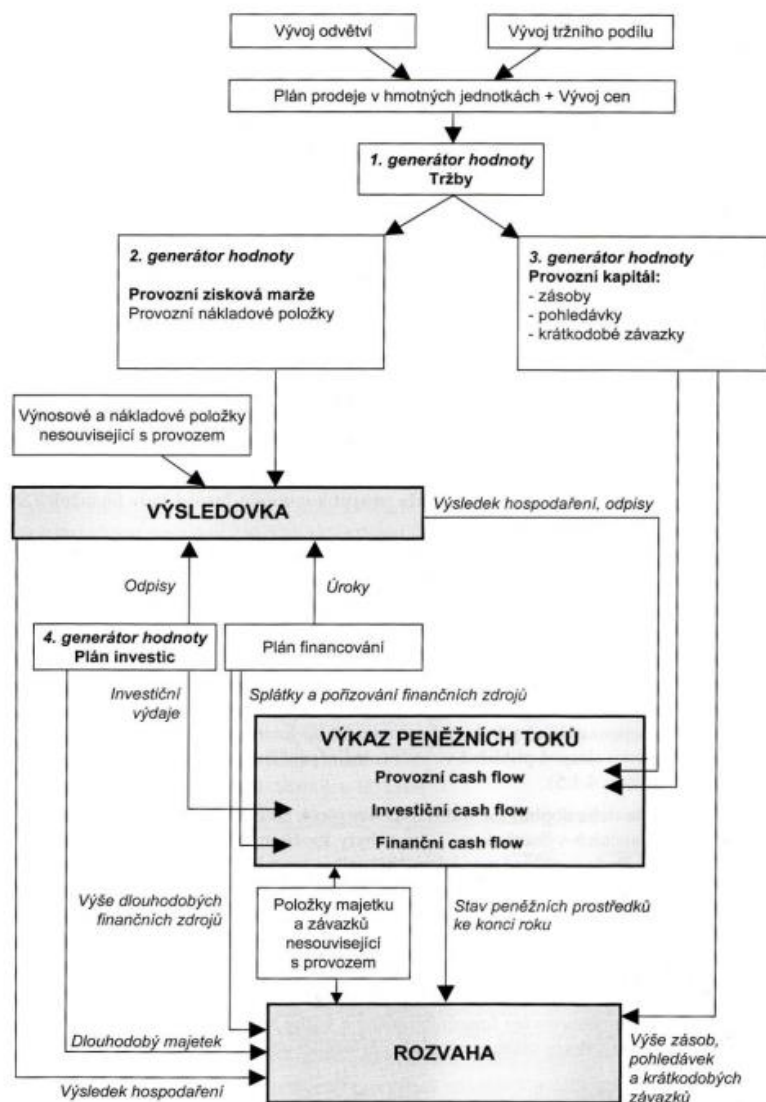 Vývoj odvětví
Vývoj tržního podílu
Plán prodeje v hmotných jednotkách + Vývoj cen
1. generátor hodnoty
Tržby
2. generátor hodnoty
Provozní zisková marže
Provozní nákladové položky
3. generátor hodnoty
Provozní kapitál:
- zásoby
- pohledávky
- krátkodobé závazky
Výnosové a nákladové položky
nesouvisející s provozem
VÝSLEDOVKA
Výsledek hospodaření, odpisy
Odpisy
Úroky
4. generátor hodnoty
Plán investic
Plán financování
Investiční
výdaje
Splátky a pořizování finančních zdrojů
VÝKAZ PENĚŽNÍCH TOKŮ
Provozní cash flow
Investiční cash flow
Finanční cash flow
Výše dlouhodobých
finančních zdrojů
Položky majetku
a závazků
nesouvisející
s provozem
Stav peněžních prostředků
ke konci roku
Dlouhodobý majetek
ROZVAHA
Výše zásob,
pohledávek
a krátkodobých
závazků
Výsledek hospodaření